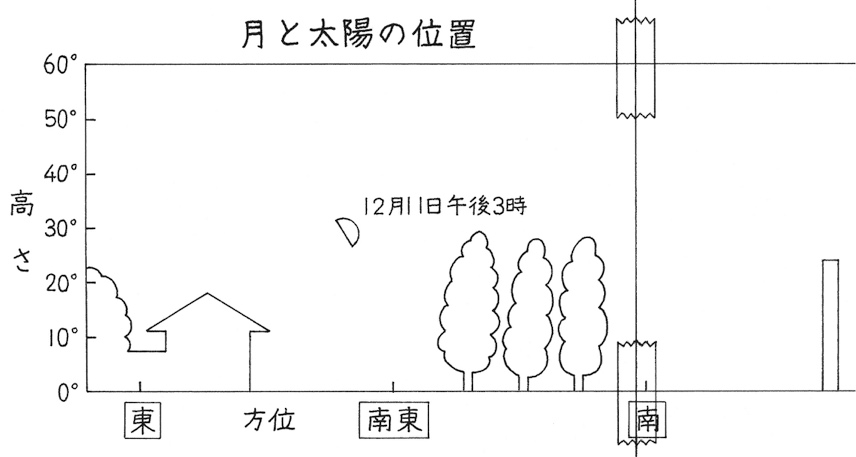 月と太陽の位置
60°
50°
40°
30°
20°
10°
0°
高さ
12月11日午後3時
東
方位
南東
南